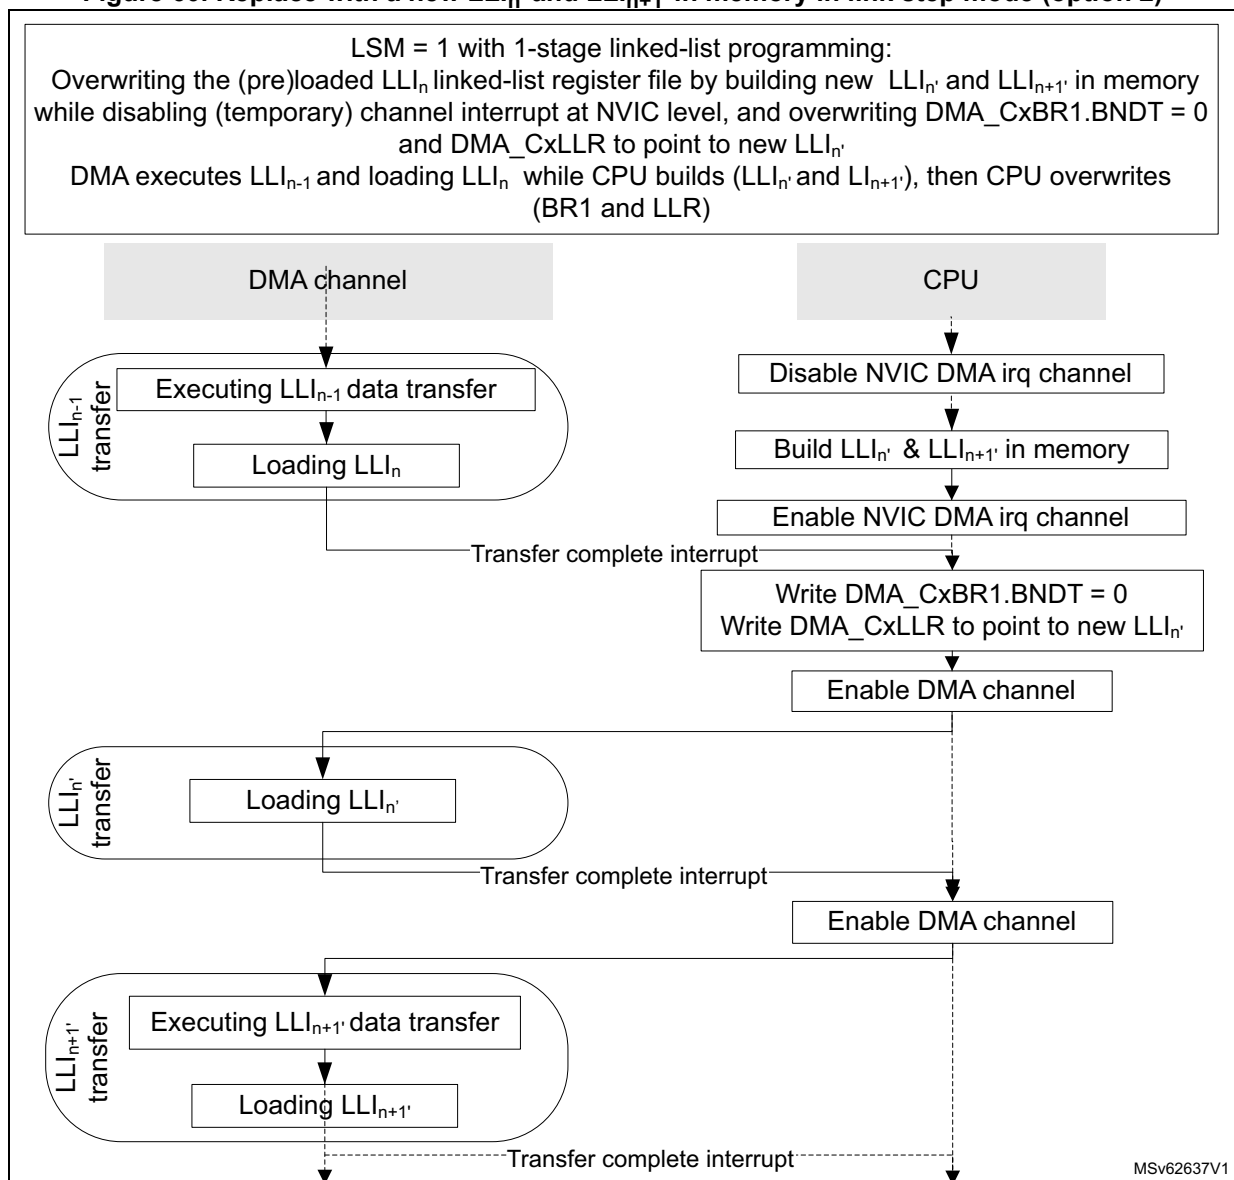 LSM = 1 with 1-stage linked-list programming:
Overwriting the (pre)loaded LLIn linked-list register file by building new LLIn' and LLIn+1' in memory
while disabling (temporary) channel interrupt at NVIC level, and overwriting DMA_CxBR1.BNDT = 0
and DMA_CxLLR to point to new LLIn'
DMA executes LLIn-1 and loading LLIn while CPU builds (LLIn' and LIn+1'), then CPU overwrites
(BR1 and LLR)
DMA channel
CPU
LLIn-1
transfer
Executing LLIn-1 data transfer
Loading LLIn
Disable NVIC DMA irq channel
Build LLIn' & LLIn+1' in memory
Enable NVIC DMA irq channel
Transfer complete interrupt
Write DMA_CxBR1.BNDT = 0
Write DMA_CxLLR to point to new LLIn'
Enable DMA channel
LLIn'
transfer
Loading LLIn'
Transfer complete interrupt
Enable DMA channel
LLIn+1'
transfer
Executing LLIn+1' data transfer
Loading LLIn+1'
Transfer complete interrupt
MSv62637V1